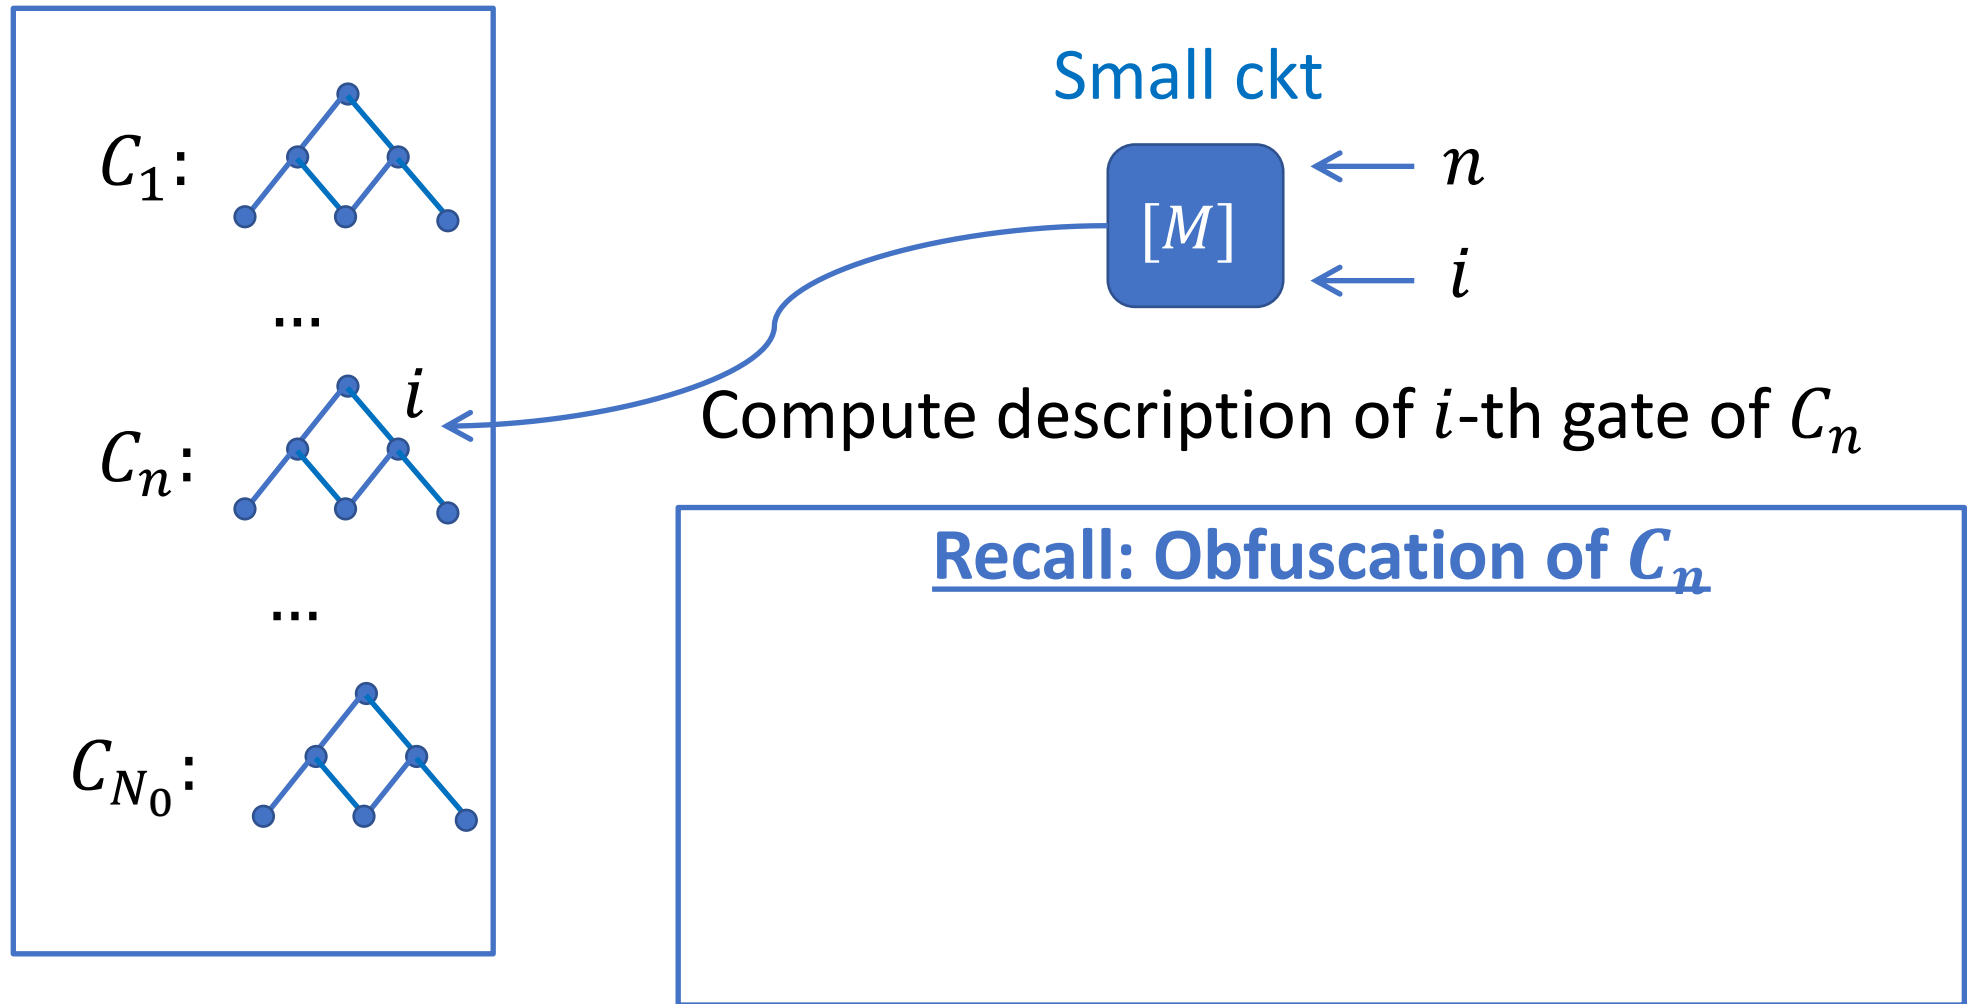 C_1:
...
C_n:
i
...
C_{N_0}:
Small ckt
[M]
n
i
Compute description of i-th gate of C_n
Recall: Obfuscation of C_n